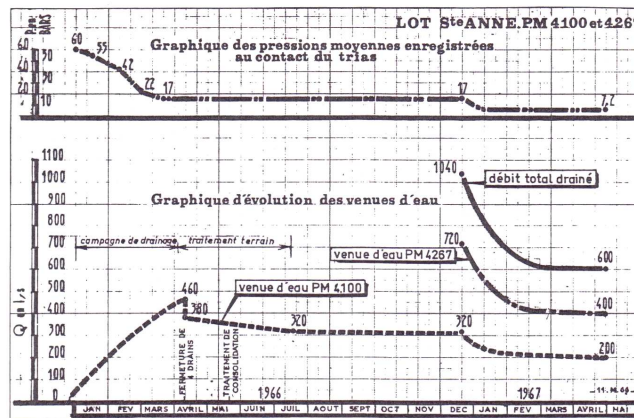 LOT Ste ANNE. PM 4100 et 4267
Graphique des pressions moyennes enregistrées
au contact du trias
BARS
60
50
40
30
20
10
60
55
42
22
17
17
7,2
1100
1000
900
800
700
600
500
400
300
200
100
0
Q en l/s
Graphique d'évolution des venues d'eau
1040
débit total drainé
campagne de drainage
traitement terrain
720
venue d'eau PM 4267
600
venue d'eau PM 4100
460
380
320
320
400
200
FERMETURE DE
4 DRAINS
TRAITEMENT DE
CONSOLIDATION
1966
1967
JAN FEV MARS AVRIL MAI JUIN JUIL AOUT SEPT OCT NOV DEC JAN FEV MARS AVRIL MAI